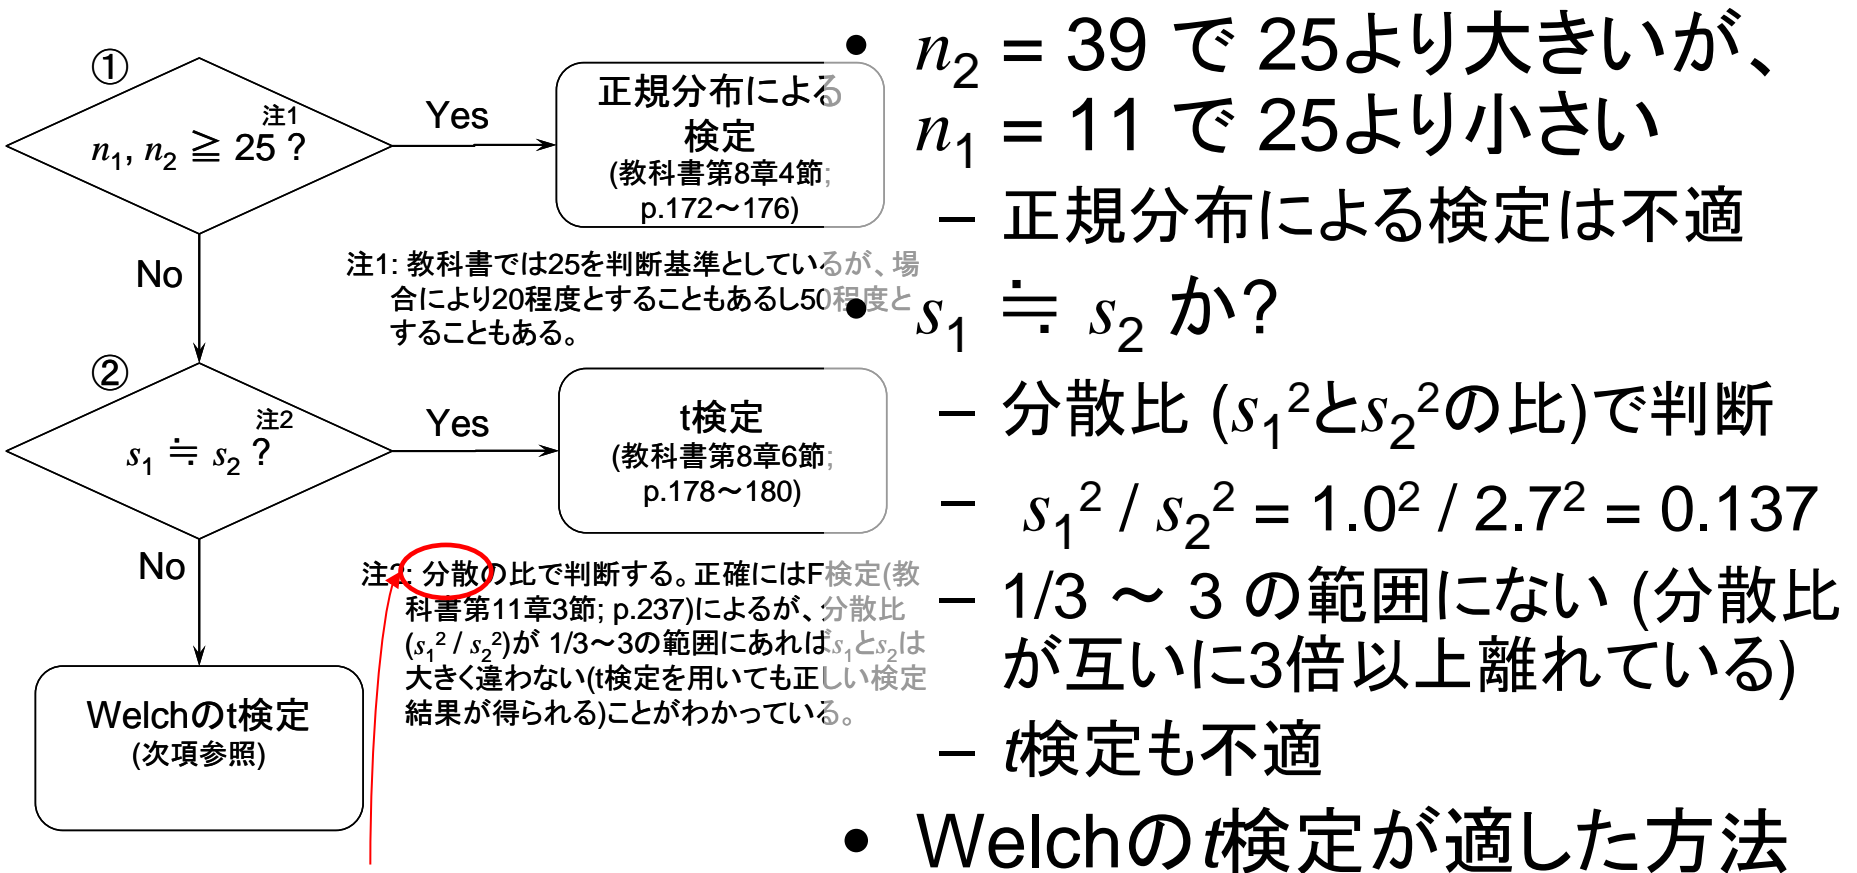 ①
注1
n₁, n₂ ≧ 25 ?
Yes
正規分布による
検定
(教科書第8章4節;
p.172～176)
No
注1: 教科書では25を判断基準としているが、場
合により20程度とすることもあるし50程度と
することもある。
②
注2
s₁ ≒ s₂ ?
Yes
t検定
(教科書第8章6節;
p.178～180)
No
注2: 分散の比で判断する。正確にはF検定(教
科書第11章3節; p.237)によるが、分散比
(s₁² / s₂²)が 1/3～3の範囲にあればs₁とs₂は
大きく違わない(t検定を用いても正しい検定
結果が得られる)ことがわかっている。
Welchのt検定
(次項参照)
• n₂ = 39 で 25より大きいが、
n₁ = 11 で 25より小さい
– 正規分布による検定は不適
• s₁ ≒ s₂ か?
– 分散比 (s₁²とs₂²の比)で判断
– s₁² / s₂² = 1.0² / 2.7² = 0.137
– 1/3 ～ 3 の範囲にない (分散比
が互いに3倍以上離れている)
– t検定も不適
• Welchのt検定が適した方法